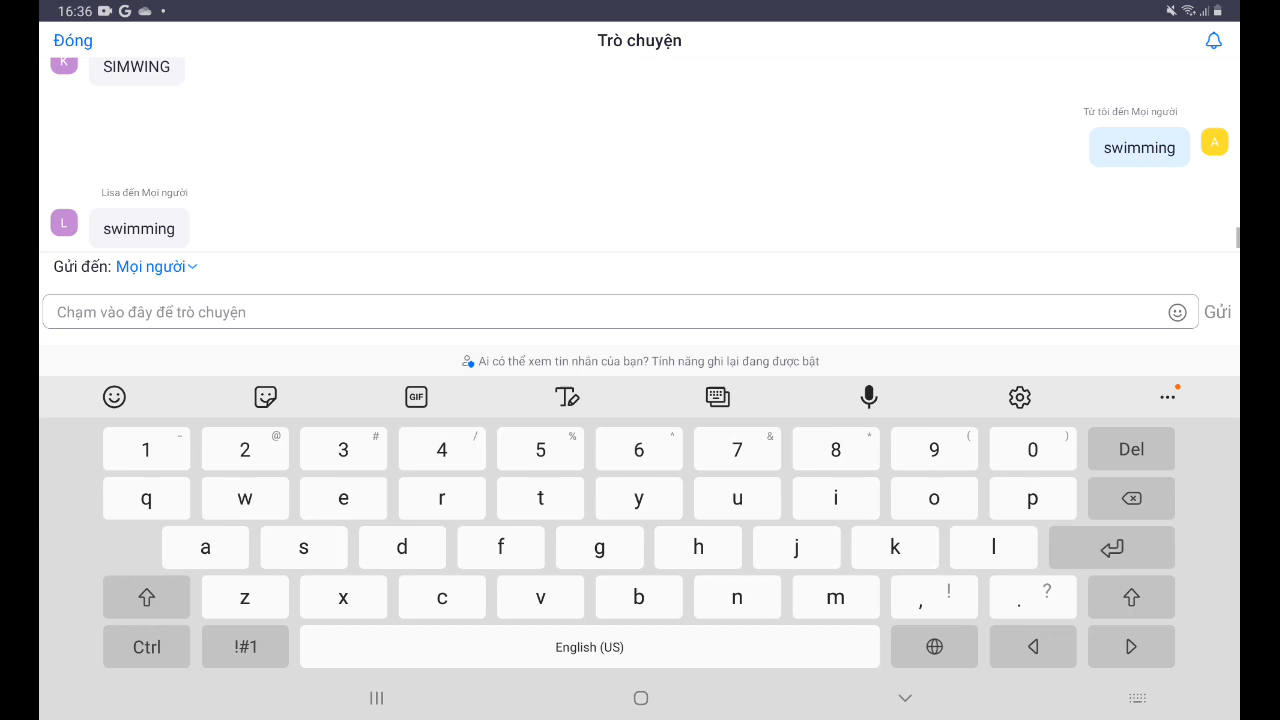 16:36
Đóng
Trò chuyện
K
SIMWING
Từ tôi đến Mọi người
swimming
A
Lisa đến Mọi người
L
swimming
Gửi đến: Mọi người
Chạm vào đây để trò chuyện
Gửi
Ai có thể xem tin nhắn của bạn? Tính năng ghi lại đang được bật
GIF
1 - 2 @ 3 # 4 / 5 % 6 ^ 7 & 8 * 9 ( 0 ) Del
q w e r t y u i o p
a s d f g h j k l
z x c v b n m , ! . ?
Ctrl !#1 English (US)